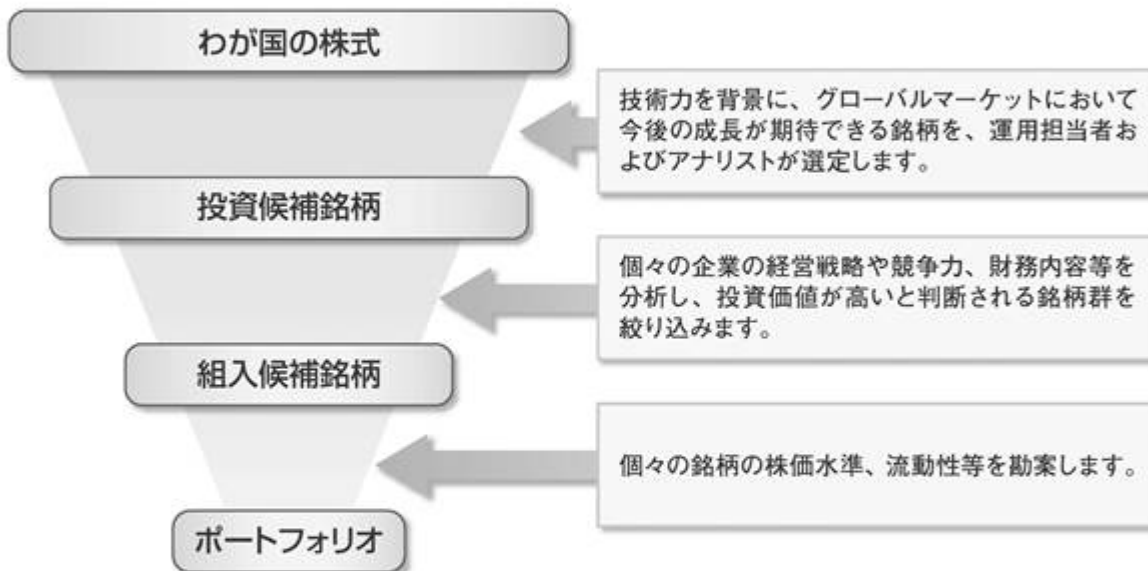 わが国の株式
技術力を背景に、グローバルマーケットにおいて
今後の成長が期待できる銘柄を、運用担当者お
よびアナリストが選定します。
投資候補銘柄
個々の企業の経営戦略や競争力、財務内容等を
分析し、投資価値が高いと判断される銘柄群を
絞り込みます。
組入候補銘柄
個々の銘柄の株価水準、流動性等を勘案します。
ポートフォリオ